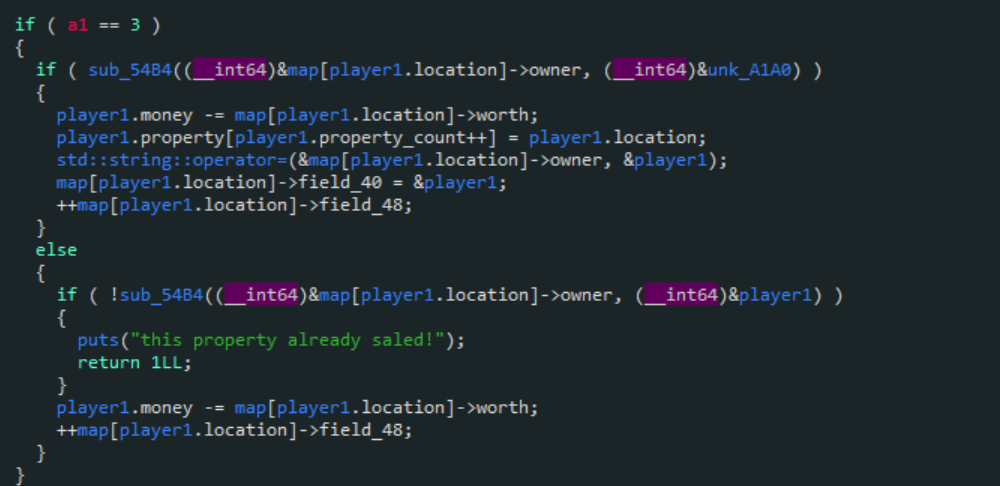 if ( a1 == 3 )
{
  if ( sub_54B4((__int64)&map[player1.location]->owner, (__int64)&unk_A1A0) )
  {
    player1.money -= map[player1.location]->worth;
    player1.property[player1.property_count++] = player1.location;
    std::string::operator=(&map[player1.location]->owner, &player1);
    map[player1.location]->field_40 = &player1;
    ++map[player1.location]->field_48;
  }
  else
  {
    if ( !sub_54B4((__int64)&map[player1.location]->owner, (__int64)&player1) )
    {
      puts("this property already saled!");
      return 1LL;
    }
    player1.money -= map[player1.location]->worth;
    ++map[player1.location]->field_48;
  }
}